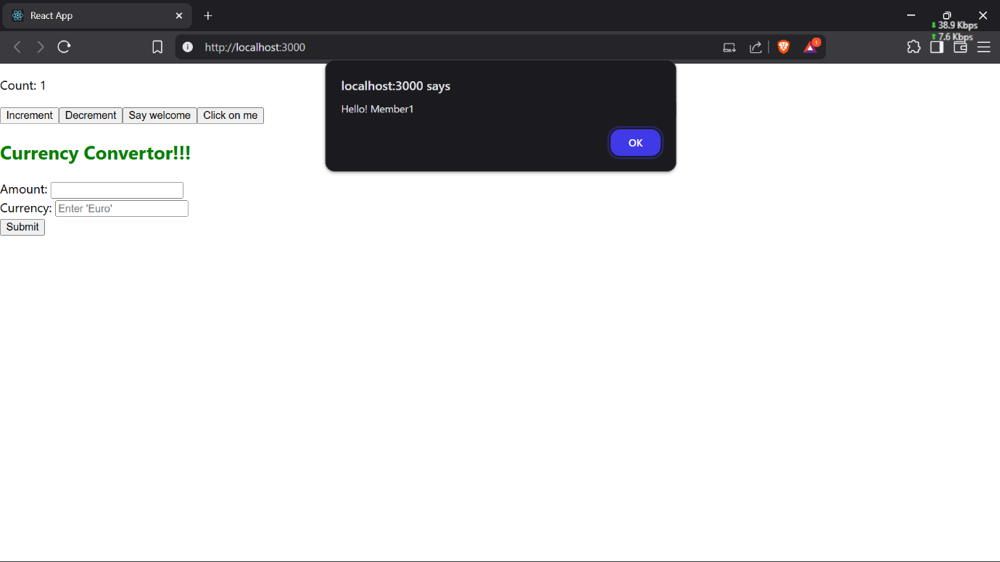 React App
38.9 Kbps
7.6 Kbps
http://localhost:3000
1
localhost:3000 says
Hello! Member1
OK
Count: 1
Increment Decrement Say welcome Click on me
Currency Convertor!!!
Amount:
Currency: Enter 'Euro'
Submit